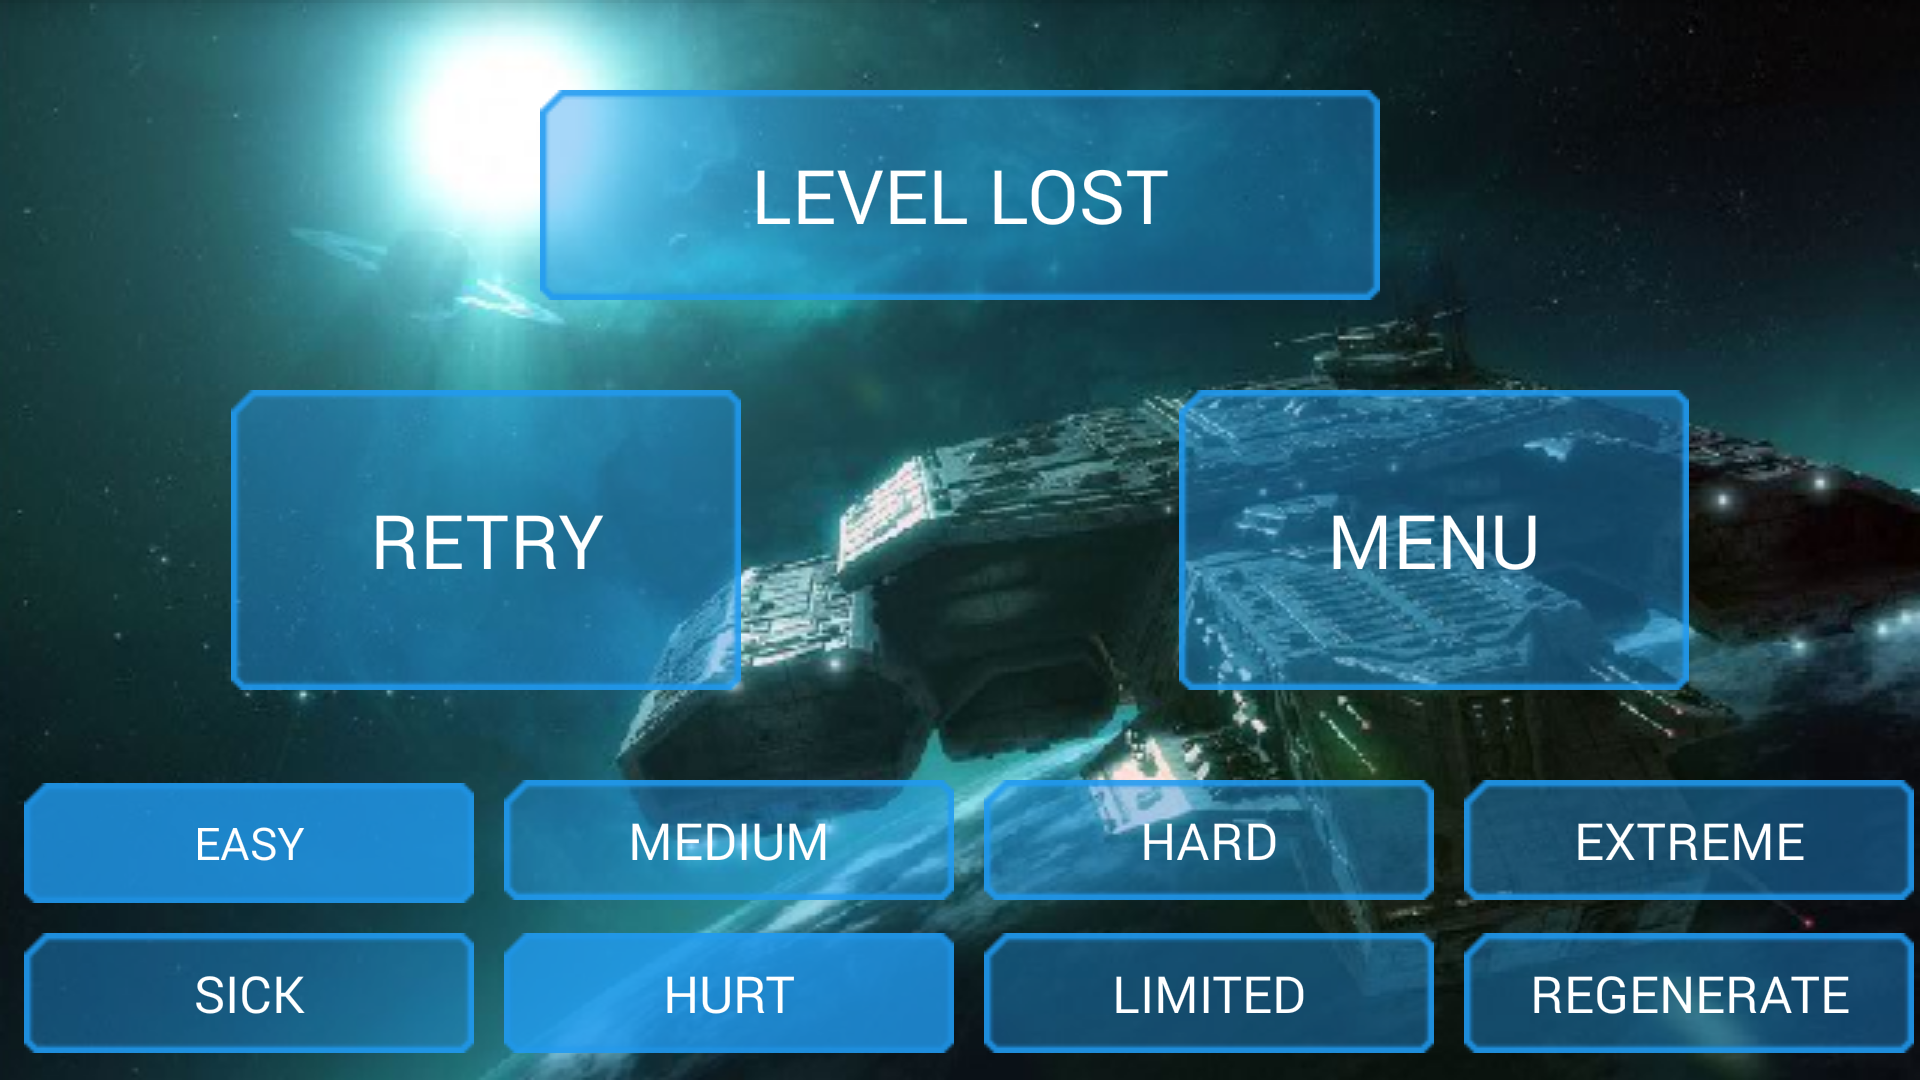 LEVEL LOST
RETRY
MENU
EASY
MEDIUM
HARD
EXTREME
SICK
HURT
LIMITED
REGENERATE